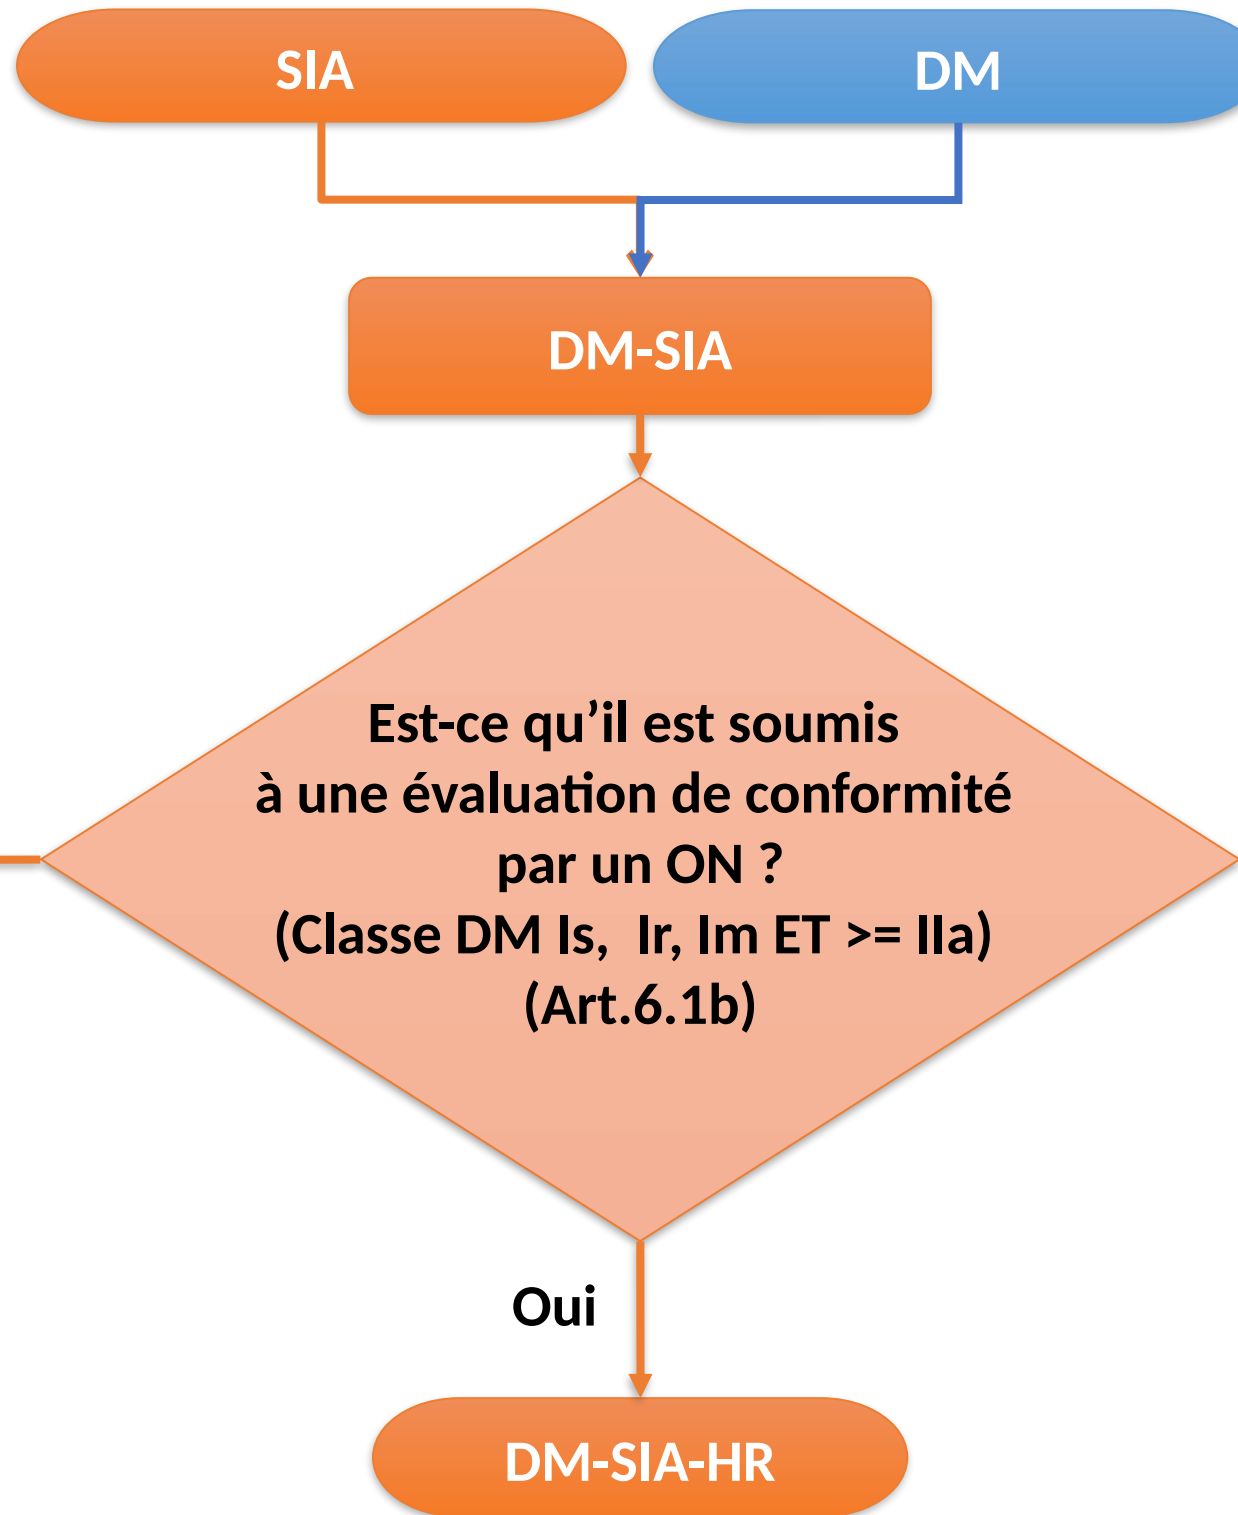 SIA
DM
DM-SIA
Est-ce qu’il est soumis
à une évaluation de conformité
par un ON ?
(Classe DM Is,  Ir, Im ET >= IIa)
(Art.6.1b)
Oui
DM-SIA-HR